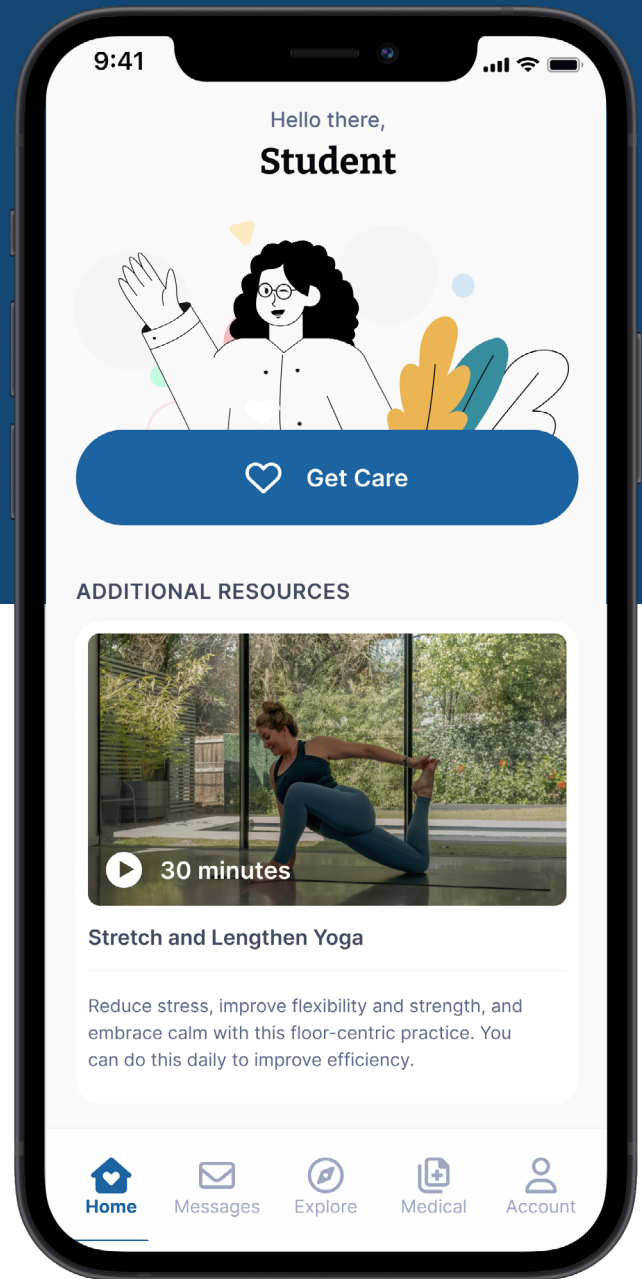 9:41
Hello there,
Student
Get Care
ADDITIONAL RESOURCES
30 minutes
Stretch and Lengthen Yoga
Reduce stress, improve flexibility and strength, and
embrace calm with this floor-centric practice. You
can do this daily to improve efficiency.
Home Messages Explore Medical Account